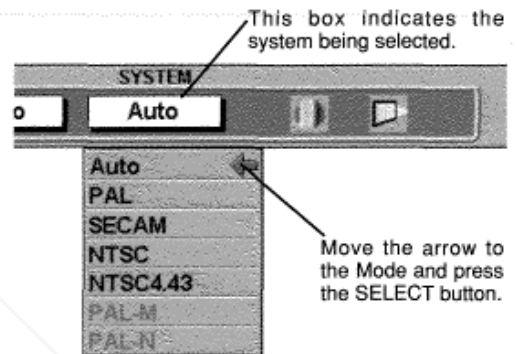 This box indicates the
system being selected.
SYSTEM
o
Auto
Auto
PAL
SECAM
NTSC
NTSC4.43
PAL-M
PAL-N
Move the arrow to
the Mode and press
the SELECT button.